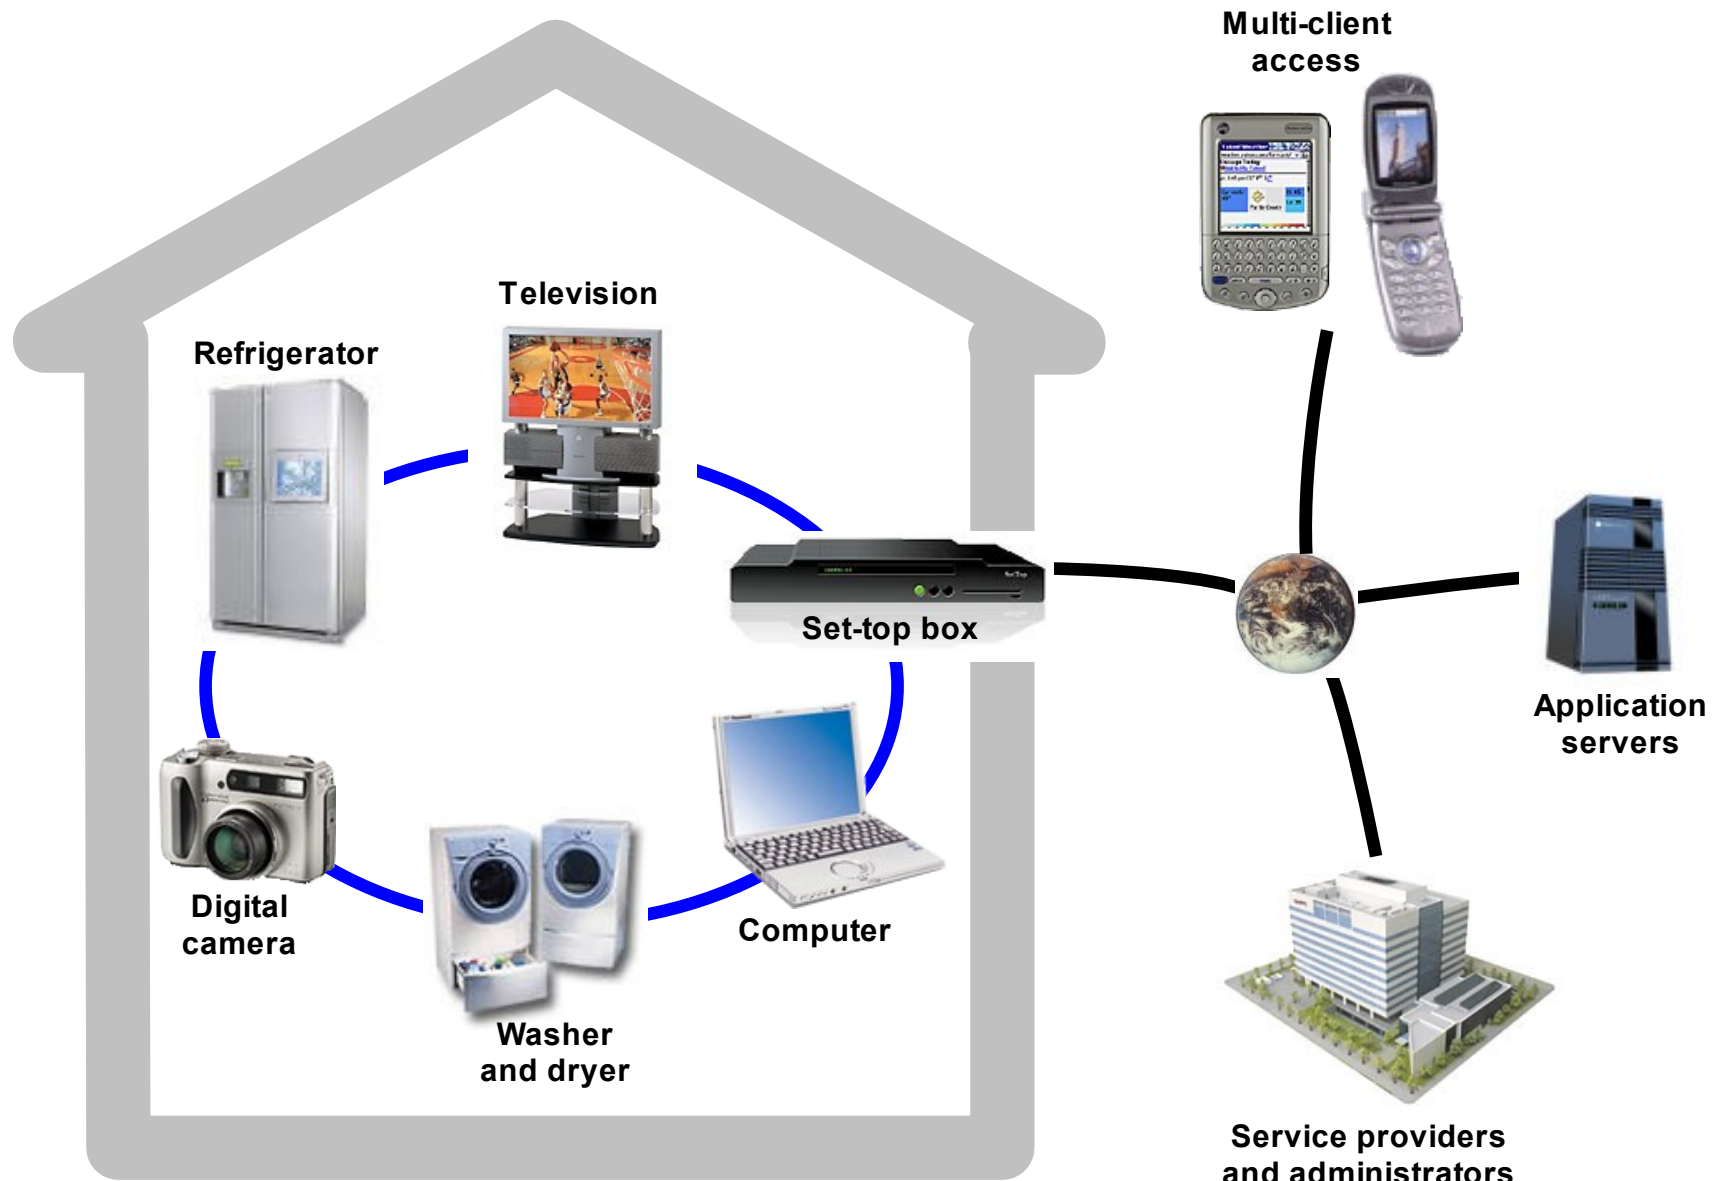 Multi-client
access
Television
Refrigerator
Set-top box
Application
servers
Digital
camera
Computer
Washer
and dryer
Service providers
and administrators